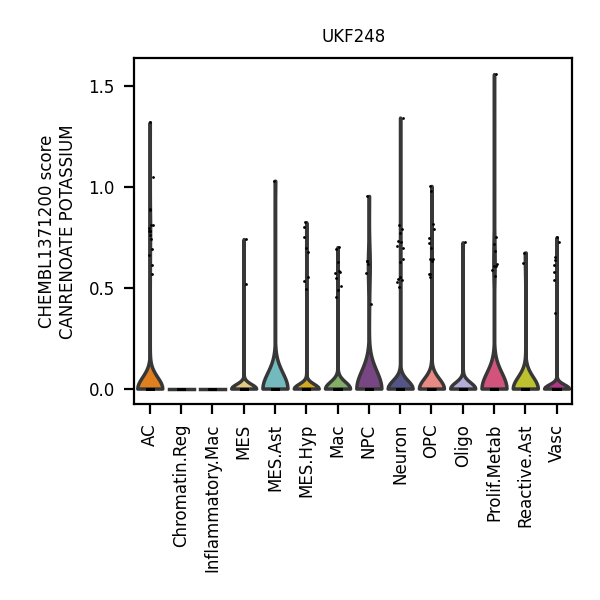 UKF248
CHEMBL1371200 score
CANRENOATE POTASSIUM
1.5
1.0
0.5
0.0
AC
Chromatin.Reg
Inflammatory.Mac
MES
MES.Ast
MES.Hyp
Mac
NPC
Neuron
OPC
Oligo
Prolif.Metab
Reactive.Ast
Vasc